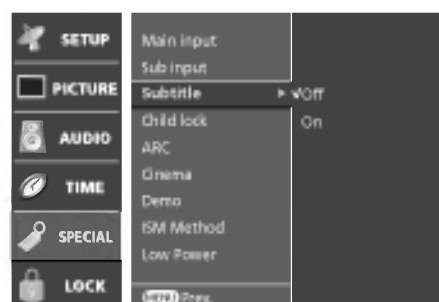 SETUP
PICTURE
AUDIO
TIME
SPECIAL
LOCK
Main input
Sub input
Subtitle
Child lock
ARC
Cinema
Demo
ISM Method
Low Power
MENU Prev.
Off
On